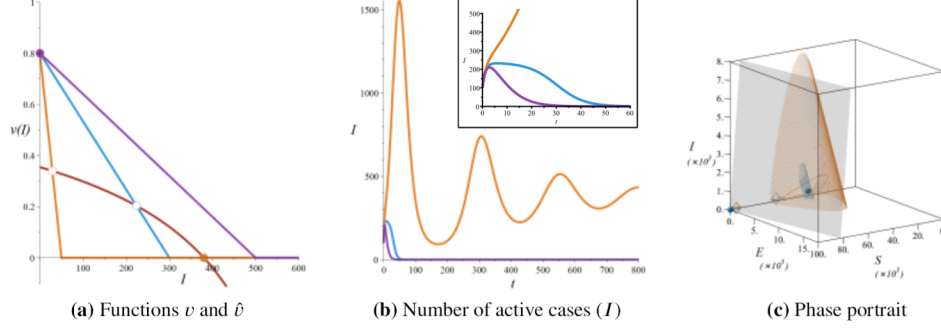 1
0.8
0.6
v(I)
0.4
0.2
0
100 200 300 400 500 600
I
(a) Functions v and v̂
1500
1000
I
500
0
0 100 200 300 400 500 600 700 800
t
500
400
300
I
200
100
0
0 10 20 30 40 50 60
t
(b) Number of active cases (I)
8.
7.
6.
5.
4.
I
(×10³)
3.
2.
1.
0.
0. 5. 10. 15.
E
(×10³)
100. 80. 60. 40. 20. 0.
S
(×10³)
(c) Phase portrait